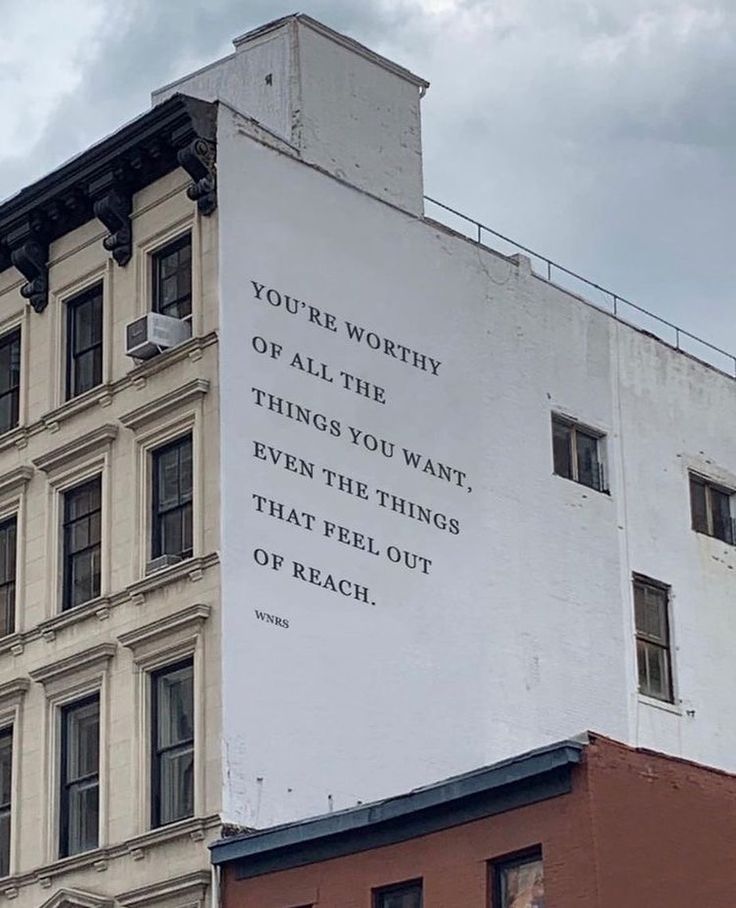 YOU'RE WORTHY
OF ALL THE
THINGS YOU WANT,
EVEN THE THINGS
THAT FEEL OUT
OF REACH.
WNRS